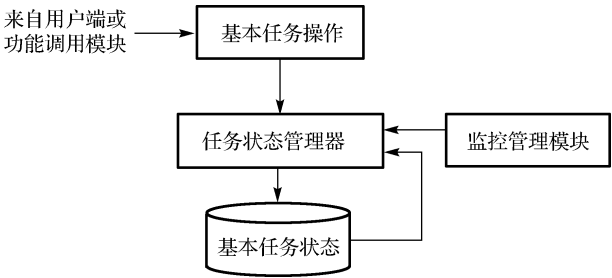 来自用户端或
功能调用模块
基本任务操作
任务状态管理器
监控管理模块
基本任务状态